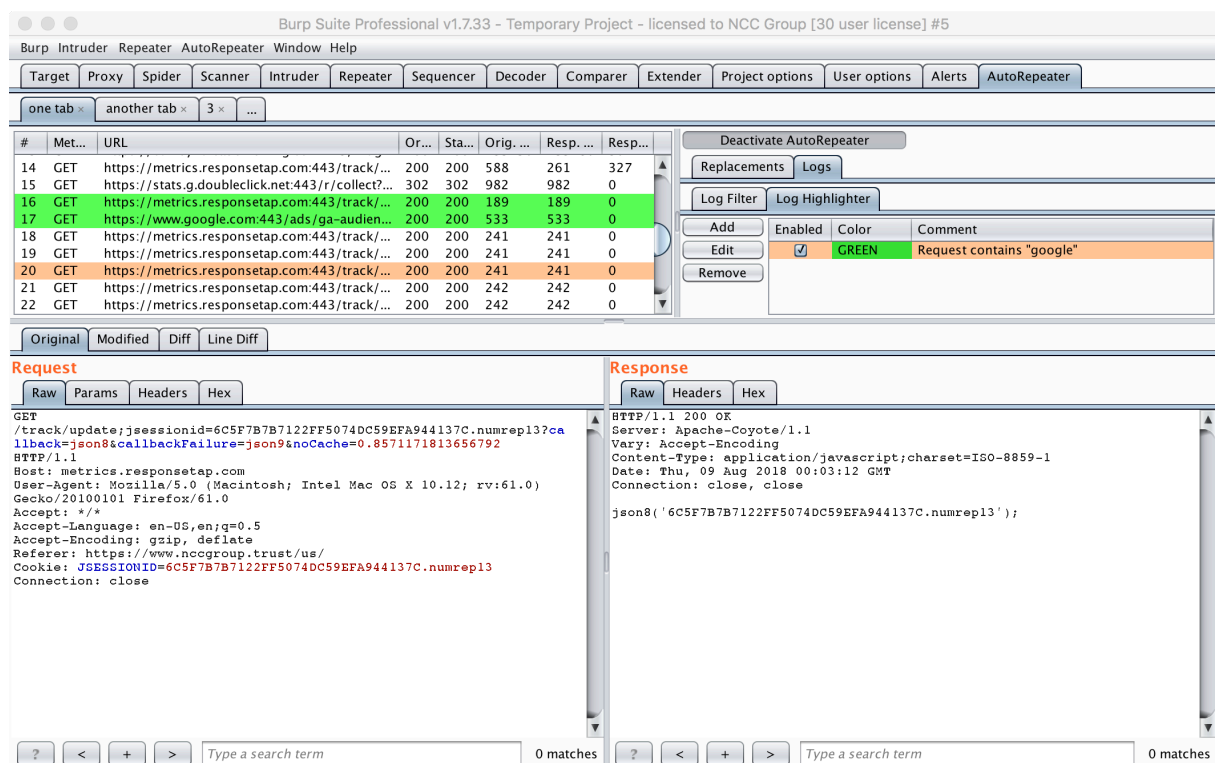 Burp Suite Professional v1.7.33 - Temporary Project - licensed to NCC Group [30 user license] #5
Burp Intruder Repeater AutoRepeater Window Help
Target Proxy Spider Scanner Intruder Repeater Sequencer Decoder Comparer Extender Project options User options Alerts AutoRepeater
one tab × another tab × 3 × ...
# Met... URL Or... Sta... Orig. ... Resp. ... Resp...
14 GET https://metrics.responsetap.com:443/track/... 200 200 588 261 327
15 GET https://stats.g.doubleclick.net:443/r/collect?... 302 302 982 982 0
16 GET https://metrics.responsetap.com:443/track/... 200 200 189 189 0
17 GET https://www.google.com:443/ads/ga-audien... 200 200 533 533 0
18 GET https://metrics.responsetap.com:443/track/... 200 200 241 241 0
19 GET https://metrics.responsetap.com:443/track/... 200 200 241 241 0
20 GET https://metrics.responsetap.com:443/track/... 200 200 241 241 0
21 GET https://metrics.responsetap.com:443/track/... 200 200 242 242 0
22 GET https://metrics.responsetap.com:443/track/... 200 200 242 242 0
Deactivate AutoRepeater
Replacements Logs
Log Filter Log Highlighter
Add
Edit
Remove
Enabled Color Comment
GREEN Request contains "google"
Original Modified Diff Line Diff
Request
Raw Params Headers Hex
GET
/track/update;jsessionid=6C5F7B7B7122FF5074DC59EFA944137C.numrep13?ca
llback=json8&callbackFailure=json9&noCache=0.8571171813656792
HTTP/1.1
Host: metrics.responsetap.com
User-Agent: Mozilla/5.0 (Macintosh; Intel Mac OS X 10.12; rv:61.0)
Gecko/20100101 Firefox/61.0
Accept: */*
Accept-Language: en-US,en;q=0.5
Accept-Encoding: gzip, deflate
Referer: https://www.nccgroup.trust/us/
Cookie: JSESSIONID=6C5F7B7B7122FF5074DC59EFA944137C.numrep13
Connection: close
? < + > Type a search term 0 matches
Response
Raw Headers Hex
HTTP/1.1 200 OK
Server: Apache-Coyote/1.1
Vary: Accept-Encoding
Content-Type: application/javascript;charset=ISO-8859-1
Date: Thu, 09 Aug 2018 00:03:12 GMT
Connection: close, close
json8('6C5F7B7B7122FF5074DC59EFA944137C.numrep13');
? < + > Type a search term 0 matches